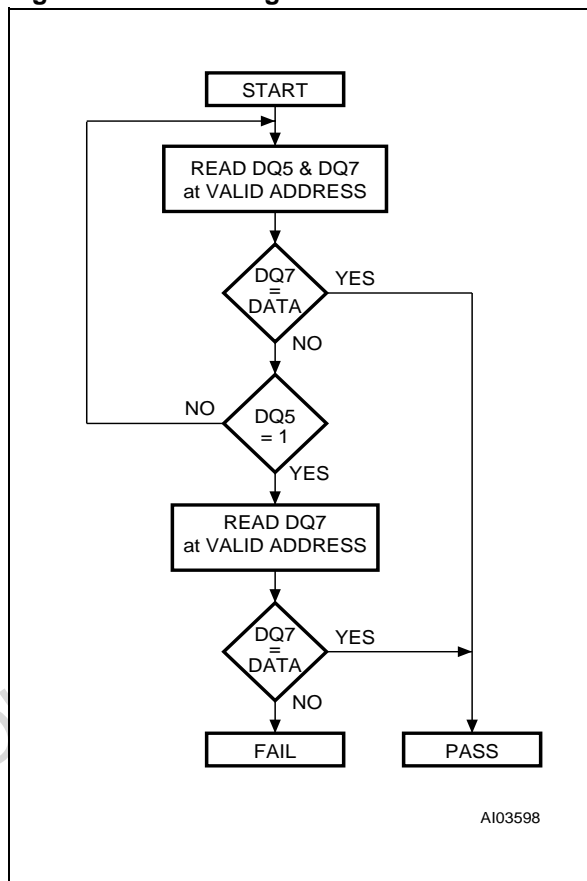 START
READ DQ5 & DQ7
at VALID ADDRESS
DQ7
=
DATA
YES
NO
NO
DQ5
= 1
YES
READ DQ7
at VALID ADDRESS
DQ7
=
DATA
YES
NO
FAIL
PASS
AI03598